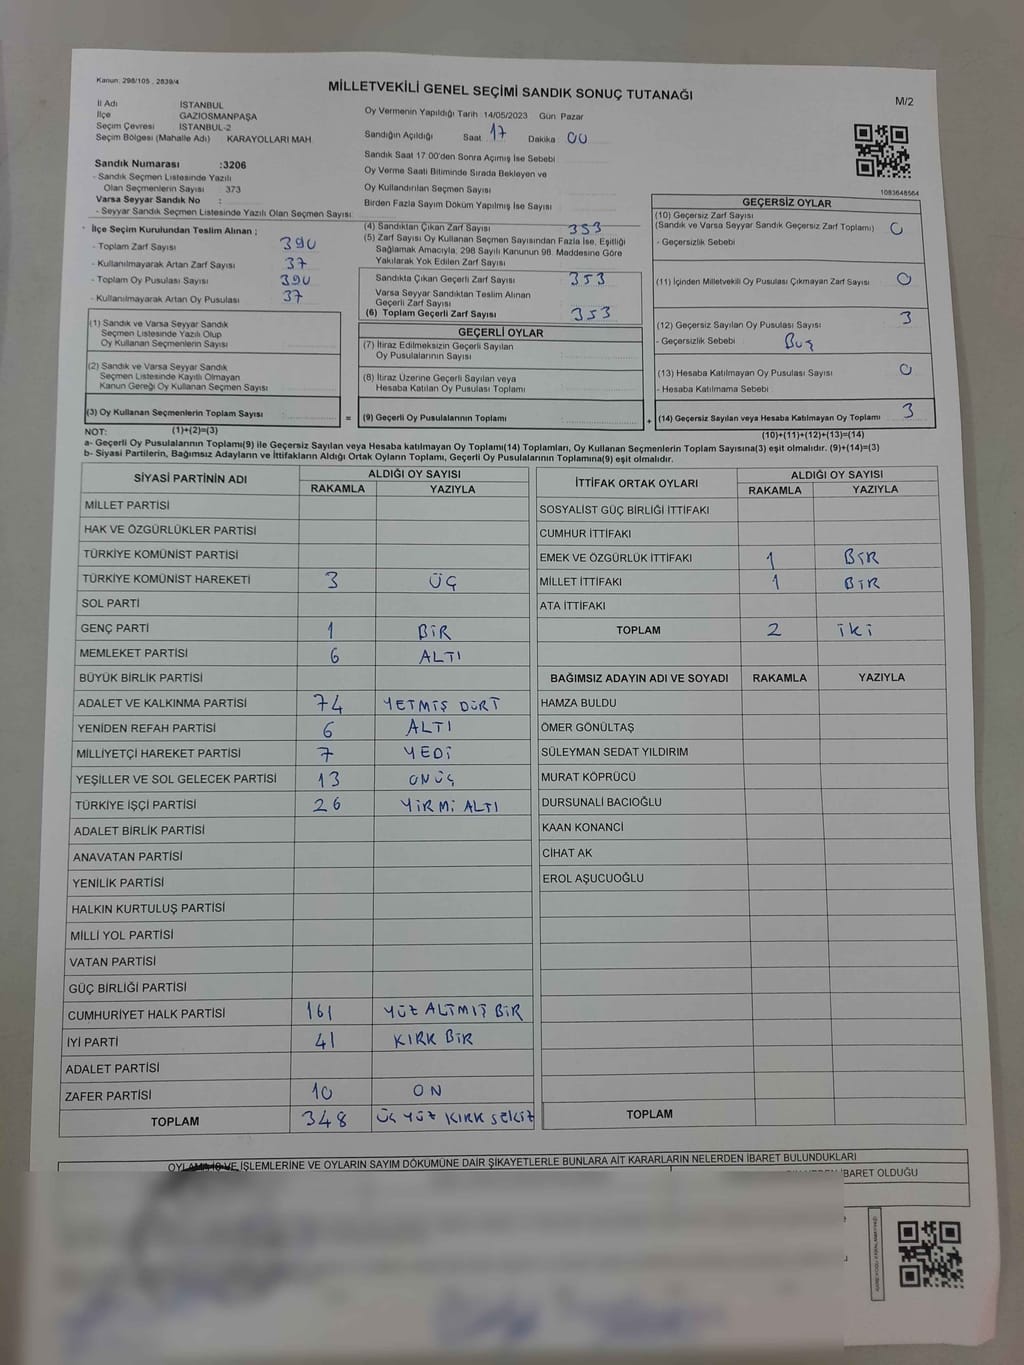 Kanun: 298/105 , 2839/4
MİLLETVEKİLİ GENEL SEÇİMİ SANDIK SONUÇ TUTANAĞI
M/2
İl Adı İSTANBUL
İlçe GAZİOSMANPAŞA
Seçim Çevresi İSTANBUL-2
Seçim Bölgesi (Mahalle Adı) KARAYOLLARI MAH.
Oy Vermenin Yapıldığı Tarih 14/05/2023 Gün: Pazar
Sandığın Açıldığı Saat 17 Dakika 00
Sandık Saat 17:00'den Sonra Açımış İse Sebebi
Oy Verme Saati Bitiminde Sırada Bekleyen ve
Oy Kullandırılan Seçmen Sayısı
Birden Fazla Sayım Döküm Yapılmış İse Sayısı
Sandık Numarası :3206
- Sandık Seçmen Listesinde Yazılı
Olan Seçmenlerin Sayısı : 373
Varsa Seyyar Sandık No :
- Seyyar Sandık Seçmen Listesinde Yazılı Olan Seçmen Sayısı:
1083648564
İlçe Seçim Kurulundan Teslim Alınan ;
- Toplam Zarf Sayısı 390
- Kullanılmayarak Artan Zarf Sayısı 37
- Toplam Oy Pusulası Sayısı 390
- Kullanılmayarak Artan Oy Pusulası 37
(4) Sandıktan Çıkan Zarf Sayısı 353
(5) Zarf Sayısı Oy Kullanan Seçmen Sayısından Fazla İse, Eşitliği
Sağlamak Amacıyla; 298 Sayılı Kanunun 98. Maddesine Göre
Yakılarak Yok Edilen Zarf Sayısı
Sandıkta Çıkan Geçerli Zarf Sayısı 353
Varsa Seyyar Sandıktan Teslim Alınan
Geçerli Zarf Sayısı
(6) Toplam Geçerli Zarf Sayısı 353
GEÇERSİZ OYLAR
(10) Geçersiz Zarf Sayısı
(Sandık ve Varsa Seyyar Sandık Geçersiz Zarf Toplamı) 0
- Geçersizlik Sebebi
(11) İçinden Milletvekili Oy Pusulası Çıkmayan Zarf Sayısı 0
(12) Geçersiz Sayılan Oy Pusulası Sayısı 3
- Geçersizlik Sebebi Boş
(13) Hesaba Katılmayan Oy Pusulası Sayısı 0
- Hesaba Katılmama Sebebi
(14) Geçersiz Sayılan veya Hesaba Katılmayan Oy Toplamı 3
(10)+(11)+(12)+(13)=(14)
(1) Sandık ve Varsa Seyyar Sandık
Seçmen Listesinde Yazılı Olup
Oy Kullanan Seçmenlerin Sayısı
(2) Sandık ve Varsa Seyyar Sandık
Seçmen Listesinde Kayıtlı Olmayan
Kanun Gereği Oy Kullanan Seçmen Sayısı
(3) Oy Kullanan Seçmenlerin Toplam Sayısı =
GEÇERLİ OYLAR
(7) İtiraz Edilmeksizin Geçerli Sayılan
Oy Pusulalarının Sayısı
(8) İtiraz Üzerine Geçerli Sayılan veya
Hesaba Katılan Oy Pusulası Toplamı
(9) Geçerli Oy Pusulalarının Toplamı +
NOT: (1)+(2)=(3)
a- Geçerli Oy Pusulalarının Toplamı(9) ile Geçersiz Sayılan veya Hesaba katılmayan Oy Toplamı(14) Toplamları, Oy Kullanan Seçmenlerin Toplam Sayısına(3) eşit olmalıdır. (9)+(14)=(3)
b- Siyasi Partilerin, Bağımsız Adayların ve İttifakların Aldığı Ortak Oyların Toplamı, Geçerli Oy Pusulalarının Toplamına(9) eşit olmalıdır.
SİYASİ PARTİNİN ADI ALDIĞI OY SAYISI
RAKAMLA YAZIYLA
MİLLET PARTİSİ
HAK VE ÖZGÜRLÜKLER PARTİSİ
TÜRKİYE KOMÜNİST PARTİSİ
TÜRKİYE KOMÜNİST HAREKETİ 3 ÜÇ
SOL PARTİ
GENÇ PARTİ 1 BİR
MEMLEKET PARTİSİ 6 ALTI
BÜYÜK BİRLİK PARTİSİ
ADALET VE KALKINMA PARTİSİ 74 YETMİŞ DÖRT
YENİDEN REFAH PARTİSİ 6 ALTI
MİLLİYETÇİ HAREKET PARTİSİ 7 YEDİ
YEŞİLLER VE SOL GELECEK PARTİSİ 13 ONÜÇ
TÜRKİYE İŞÇİ PARTİSİ 26 YİRMİ ALTI
ADALET BİRLİK PARTİSİ
ANAVATAN PARTİSİ
YENİLİK PARTİSİ
HALKIN KURTULUŞ PARTİSİ
MİLLİ YOL PARTİSİ
VATAN PARTİSİ
GÜÇ BİRLİĞİ PARTİSİ
CUMHURİYET HALK PARTİSİ 161 YÜZ ALTMIŞ BİR
İYİ PARTİ 41 KIRK BİR
ADALET PARTİSİ
ZAFER PARTİSİ 10 ON
TOPLAM 348 ÜÇ YÜZ KIRK SEKİZ
İTTİFAK ORTAK OYLARI ALDIĞI OY SAYISI
RAKAMLA YAZIYLA
SOSYALİST GÜÇ BİRLİĞİ İTTİFAKI
CUMHUR İTTİFAKI
EMEK VE ÖZGÜRLÜK İTTİFAKI 1 BİR
MİLLET İTTİFAKI 1 BİR
ATA İTTİFAKI
TOPLAM 2 İKİ
BAĞIMSIZ ADAYIN ADI VE SOYADI RAKAMLA YAZIYLA
HAMZA BULDU
ÖMER GÖNÜLTAŞ
SÜLEYMAN SEDAT YILDIRIM
MURAT KÖPRÜCÜ
DURSUNALİ BACIOĞLU
KAAN KONANCİ
CİHAT AK
EROL AŞUCUOĞLU
TOPLAM
OYLAMA İŞ VE İŞLEMLERİNE VE OYLARIN SAYIM DÖKÜMÜNE DAİR ŞİKAYETLERLE BUNLARA AİT KARARLARIN NELERDEN İBARET BULUNDUKLARI
İBARET OLDUĞU